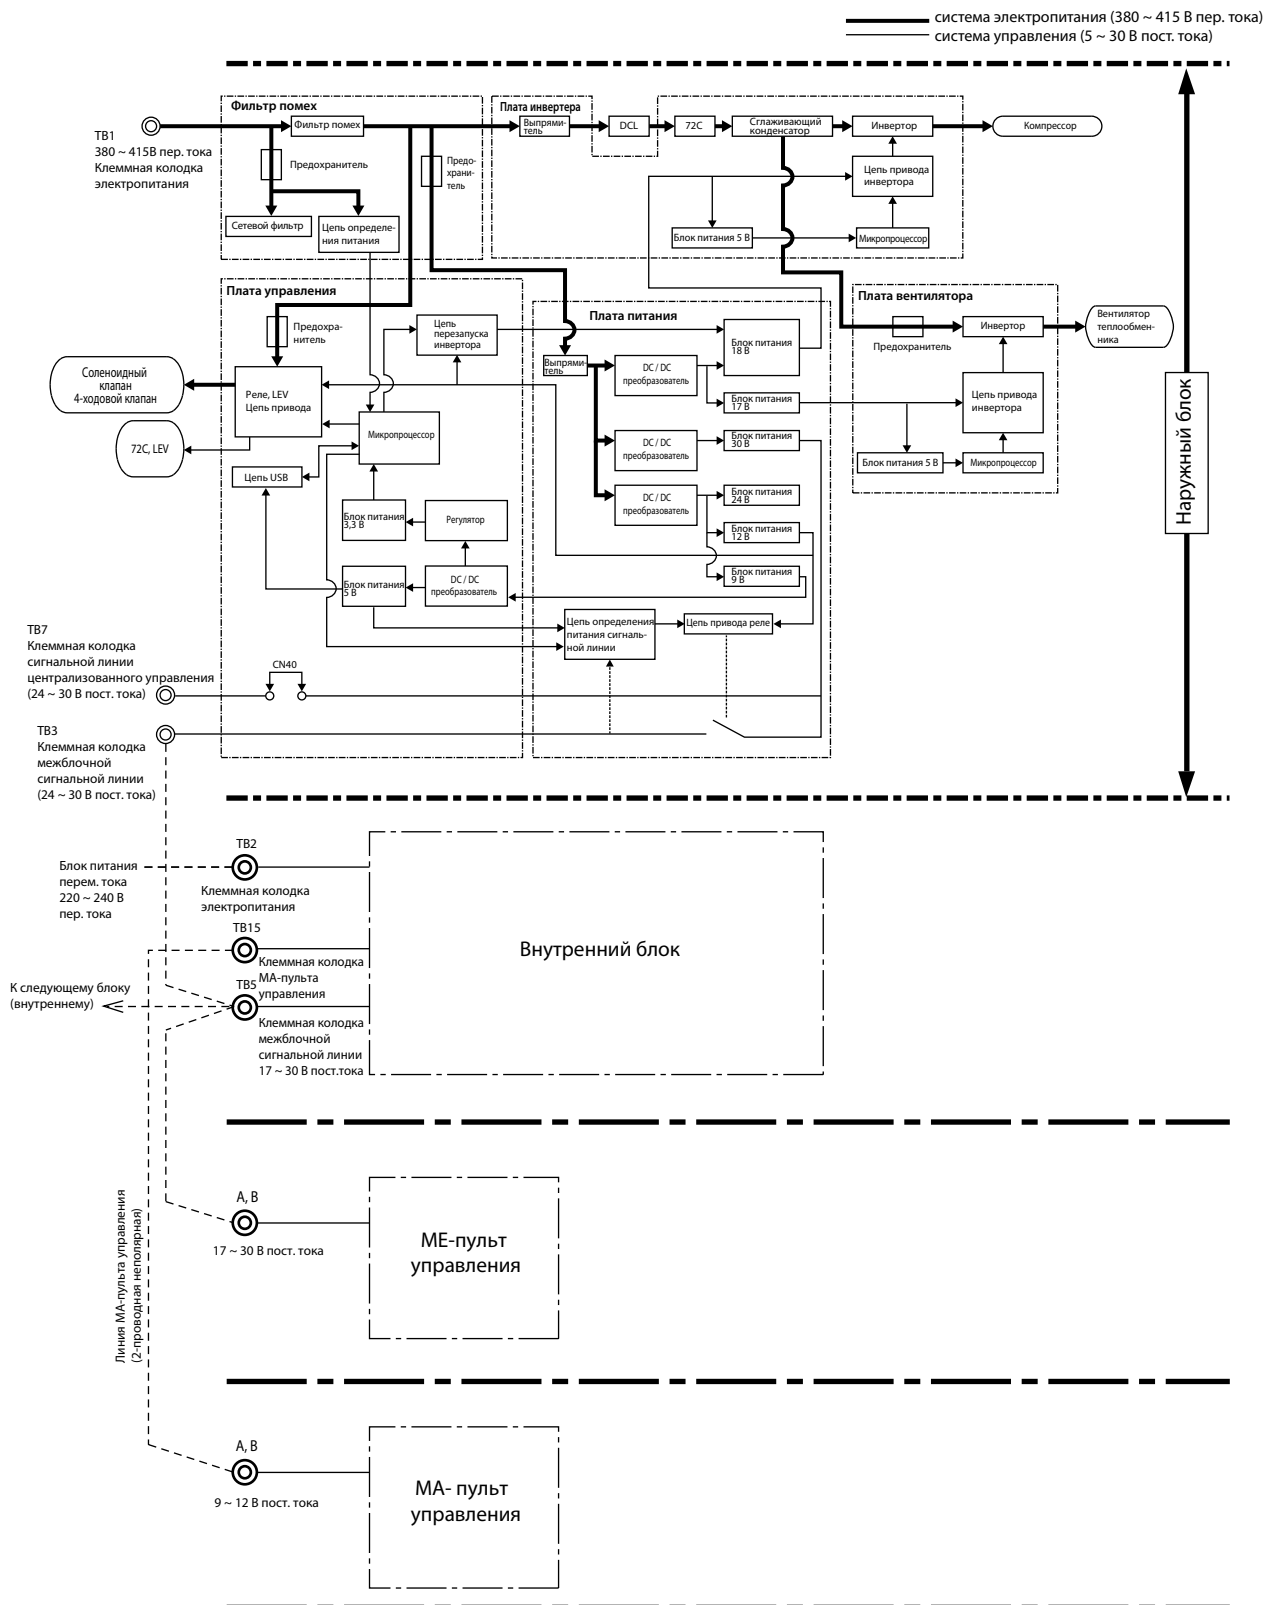 система электропитания (380 ~ 415 В пер. тока)
система управления (5 ~ 30 В пост. тока)
Фильтр помех
Плата инвертера
TB1
380 ~ 415В пер. тока
Клеммная колодка
электропитания
Фильтр помех
Выпрями-
тель
DCL
72C
Сглаживающий
конденсатор
Инвертор
Компрессор
Предохранитель
Предо-
храни-
тель
Цепь привода
инвертора
Сетевой фильтр
Цепь определе-
ния питания
Блок питания 5 В
Микропроцессор
Плата управления
Плата питания
Плата вентилятора
Предохра-
нитель
Цепь
перезапуска
инвертора
Блок питания
18 В
Предохранитель
Инвертор
Вентилятор
теплообмен-
ника
Выпрями-
тель
DC / DC
преобразователь
Соленоидный
клапан
4-ходовой клапан
Реле, LEV
Цепь привода
Блок питания
17 В
Цепь привода
инвертора
Наружный блок
72C, LEV
Микропроцессор
DC / DC
преобразователь
Блок питания
30 В
Блок питания 5 В
Микропроцессор
Цепь USB
DC / DC
преобразователь
Блок питания
24 В
Блок питания
3,3 В
Регулятор
Блок питания
12 В
Блок питания
5 В
DC / DC
преобразователь
Блок питания
9 В
Цепь определения
питания сигналь-
ной линии
Цепь привода реле
TB7
Клеммная колодка
сигнальной линии
централизованного управления
(24 ~ 30 В пост. тока)
CN40
TB3
Клеммная колодка
межблочной
сигнальной линии
(24 ~ 30 В пост. тока)
TB2
Блок питания
перем. тока
220 ~ 240 В
пер. тока
Клеммная колодка
электропитания
TB15
Внутренний блок
Клеммная колодка
МА-пульта
управления
К следующему блоку
(внутреннему)
TB5
Клеммная колодка
межблочной
сигнальной линии
17 ~ 30 В пост.тока
Линия МА-пульта управления
(2-проводная неполярная)
A, B
17 ~ 30 В пост. тока
МЕ-пульт
управления
A, B
9 ~ 12 В пост. тока
МА- пульт
управления